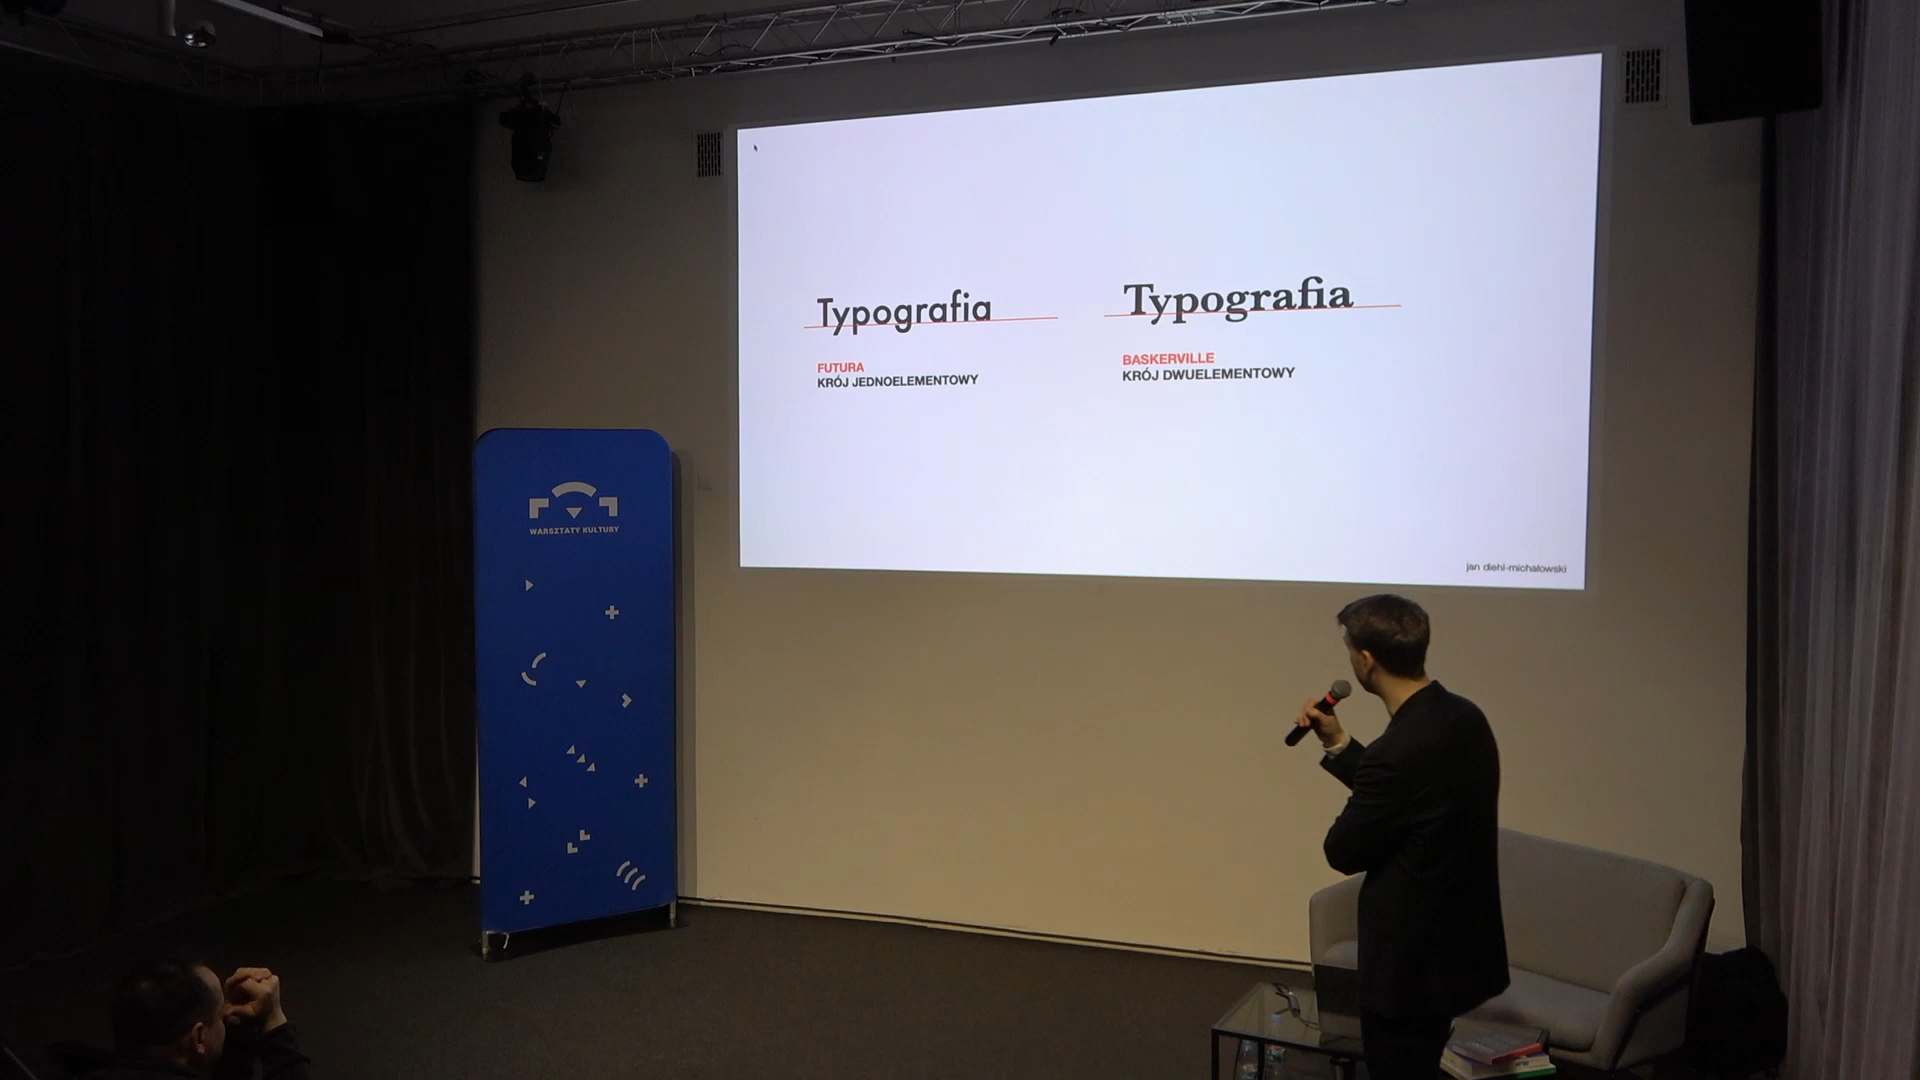 Typografia
FUTURA
KRÓJ JEDNOELEMENTOWY
Typografia
BASKERVILLE
KRÓJ DWUELEMENTOWY
jan diehl-michałowski
WARSZTATY KULTURY